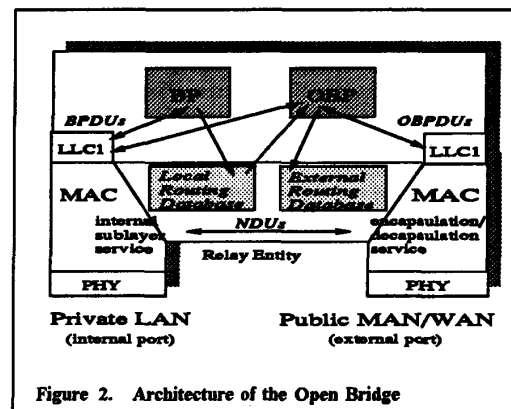 BP OBP
BPDUs OBPDUs
LLC1 LLC1
Local External
Routing Routing
Database Database
MAC MAC
NDUs
internal encapsulation/
sublayer decapsulation
service service
Relay Entity
PHY PHY
Private LAN Public MAN/WAN
(internal port) (external port)
Figure 2. Architecture of the Open Bridge